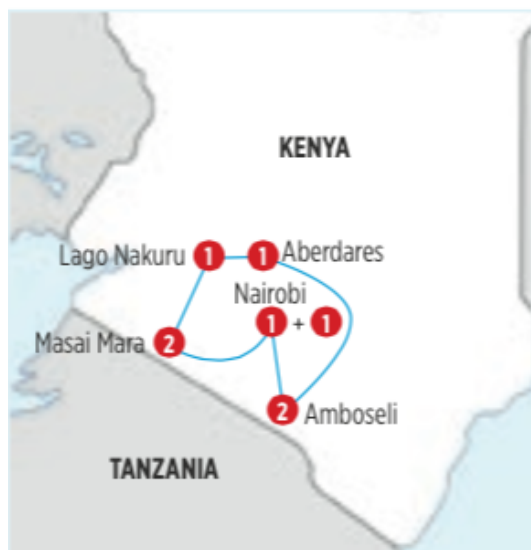 KENYA
Lago Nakuru 1 1 Aberdares
Nairobi
1 + 1
Masai Mara 2
2 Amboseli
TANZANIA